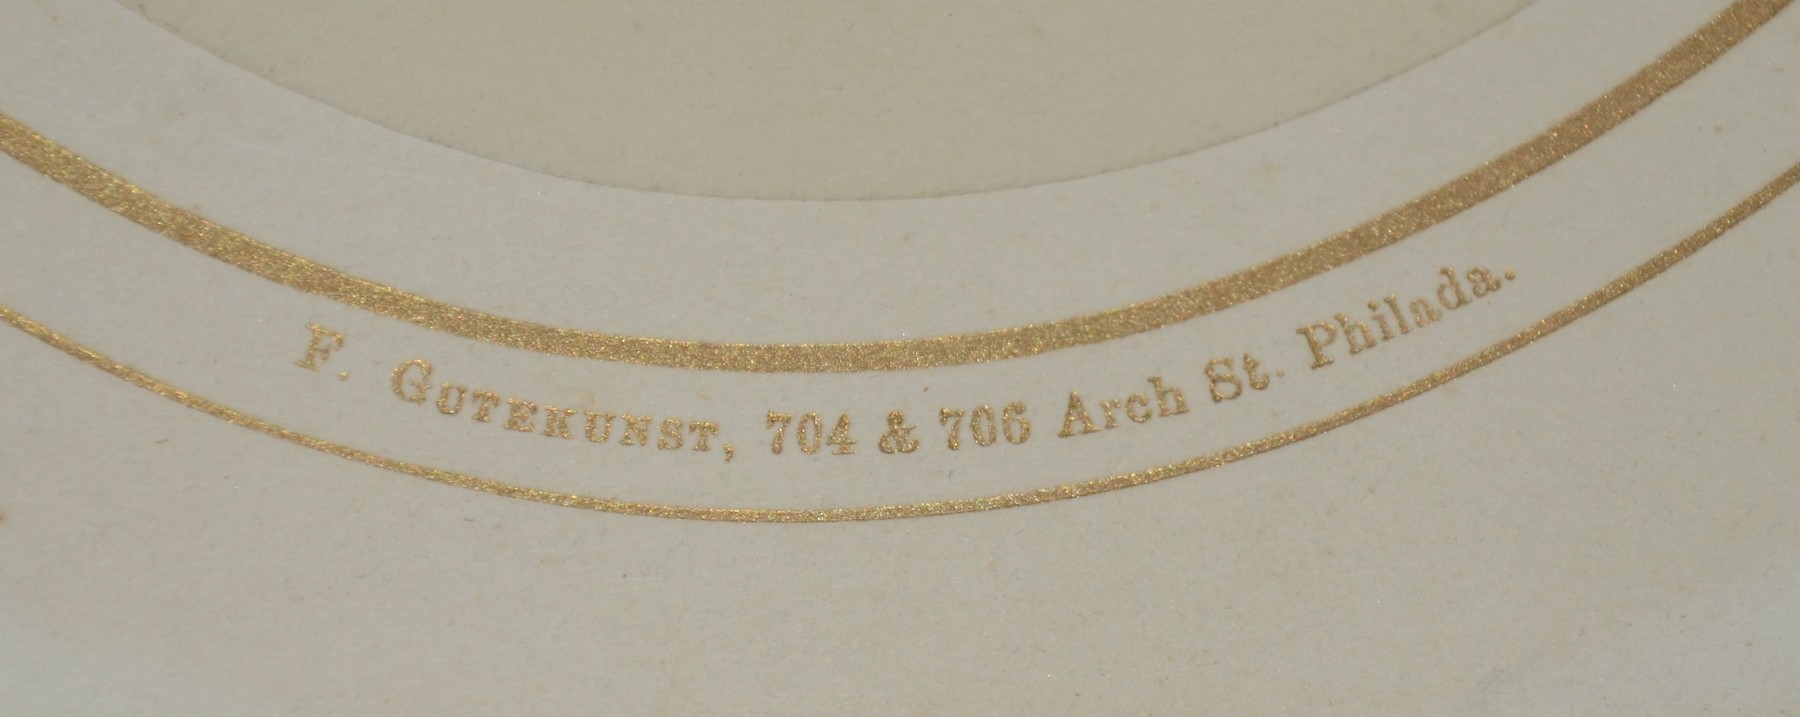 F. GUTEKUNST, 704 & 706 Arch St. Philada.